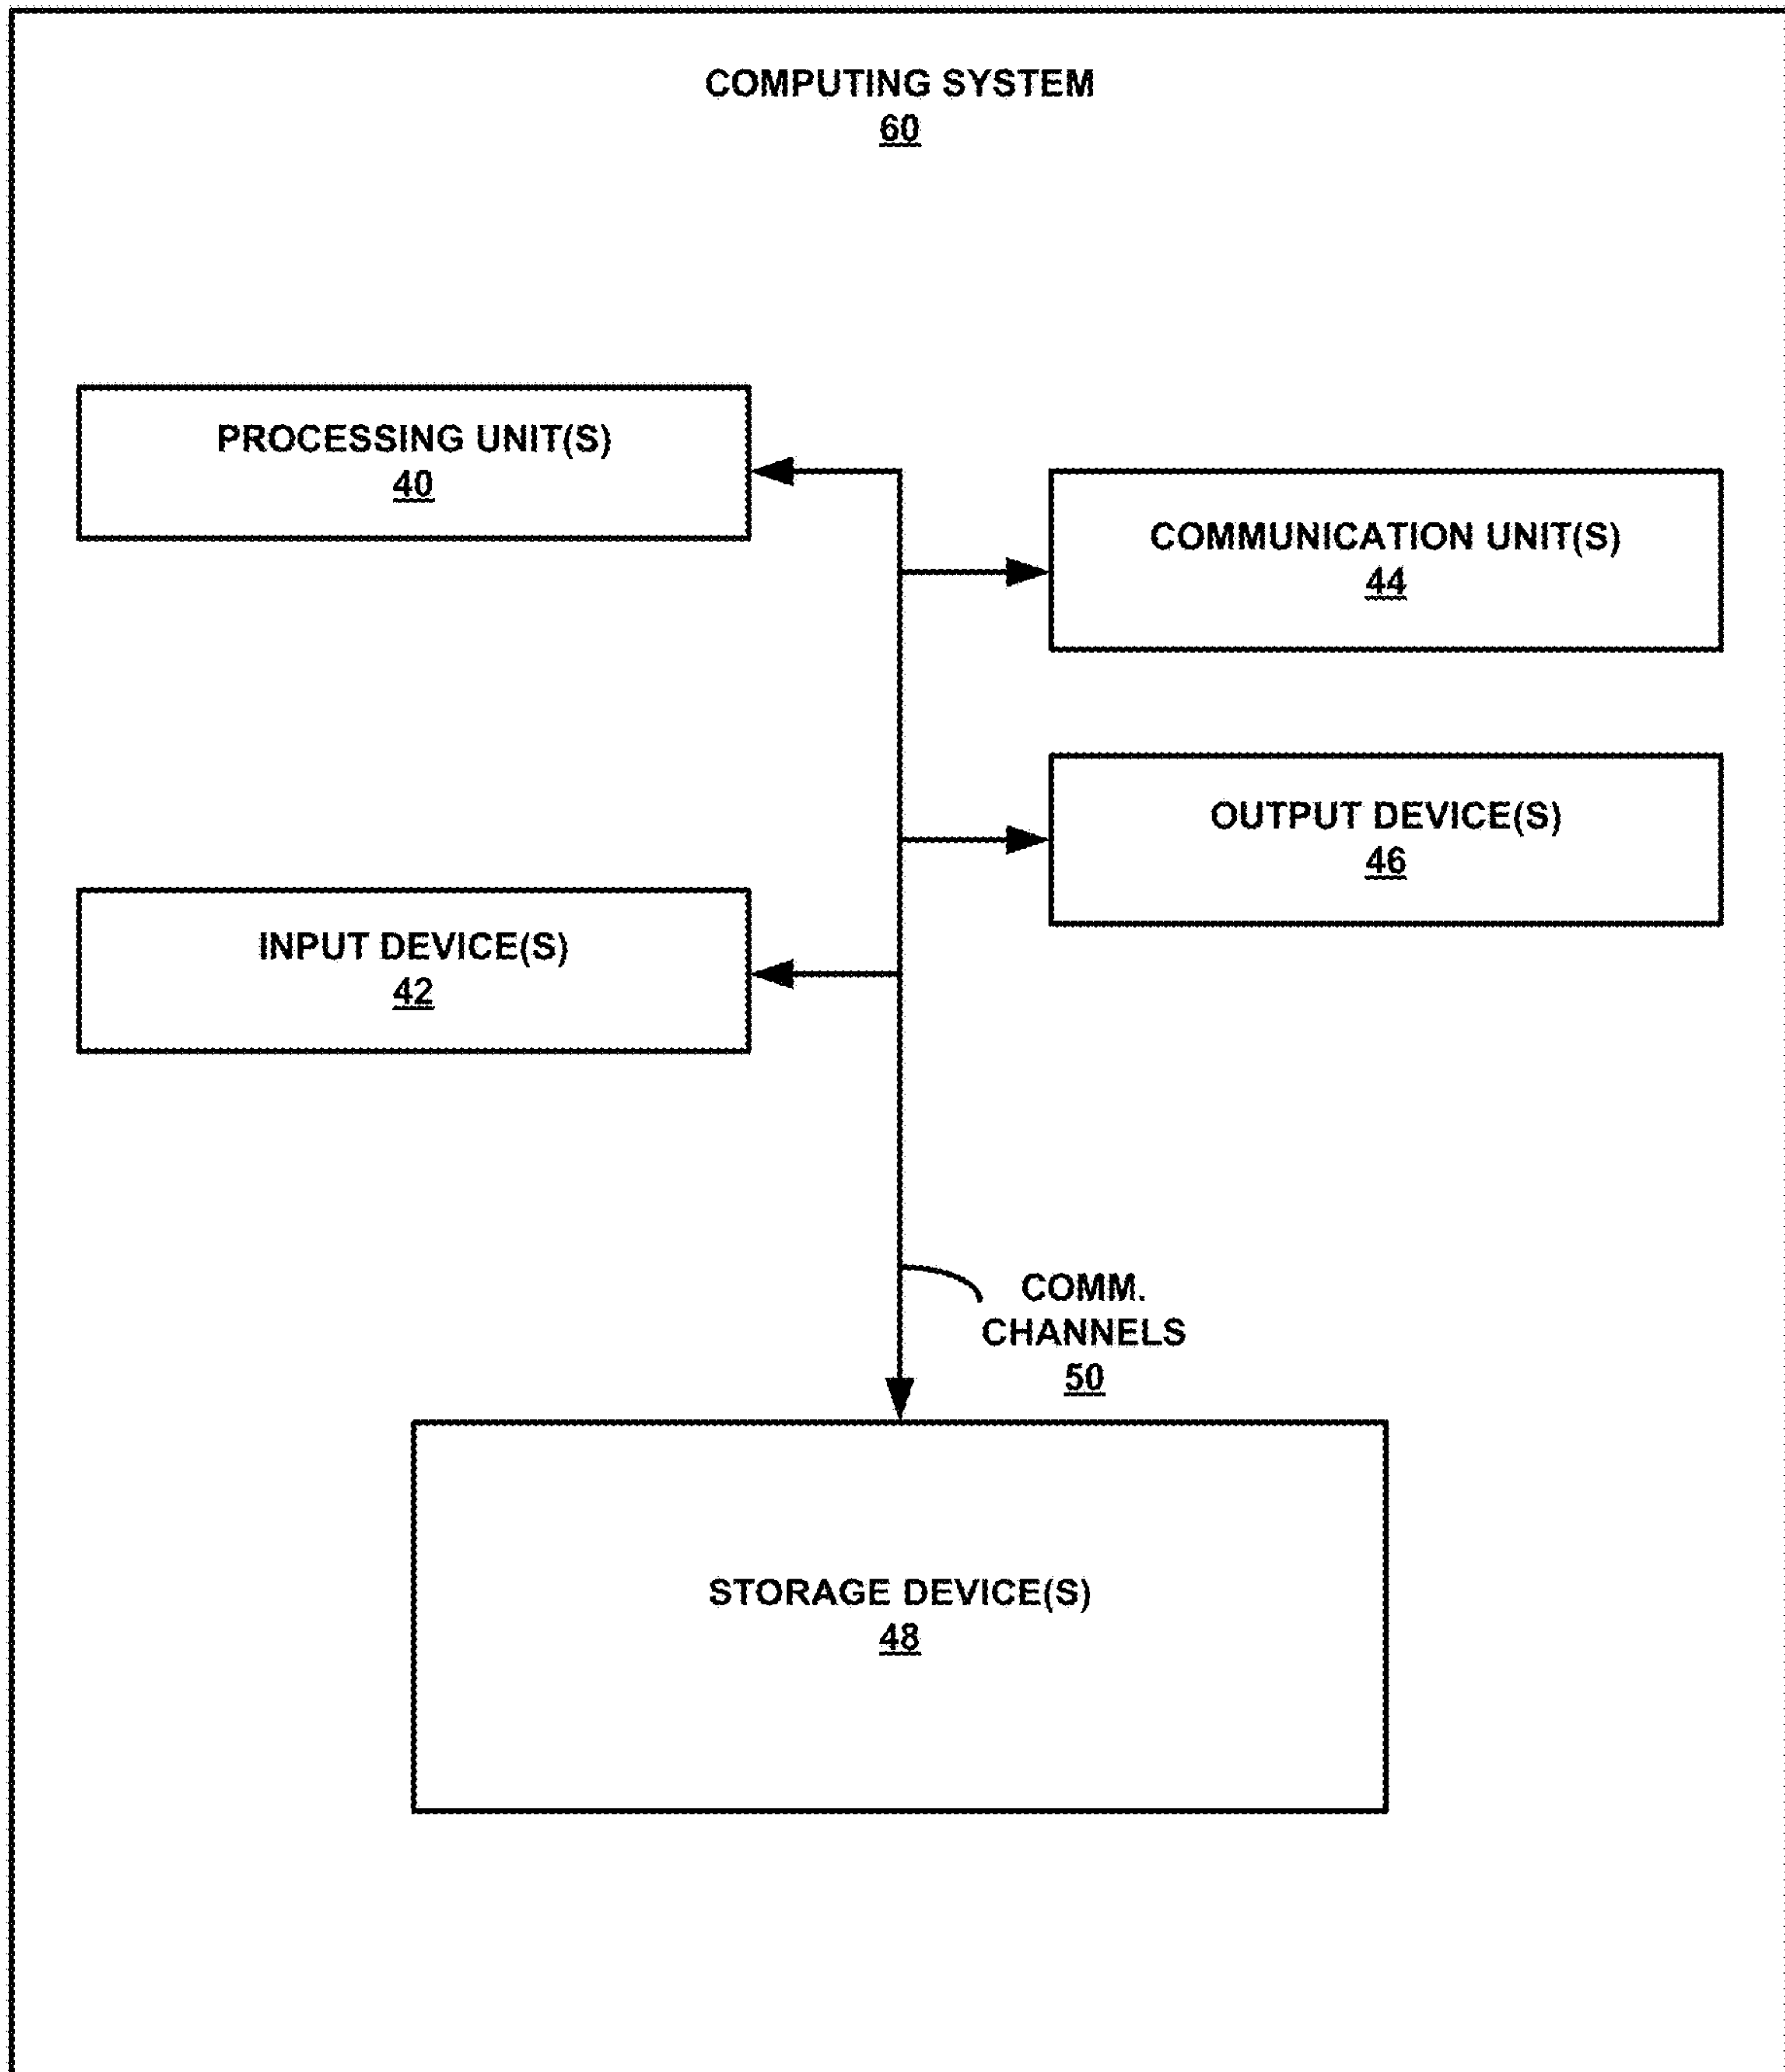 COMPUTING SYSTEM
60
PROCESSING UNIT(S)
40
COMMUNICATION UNIT(S)
44
OUTPUT DEVICE(S)
46
INPUT DEVICE(S)
42
COMM.
CHANNELS
50
STORAGE DEVICE(S)
48